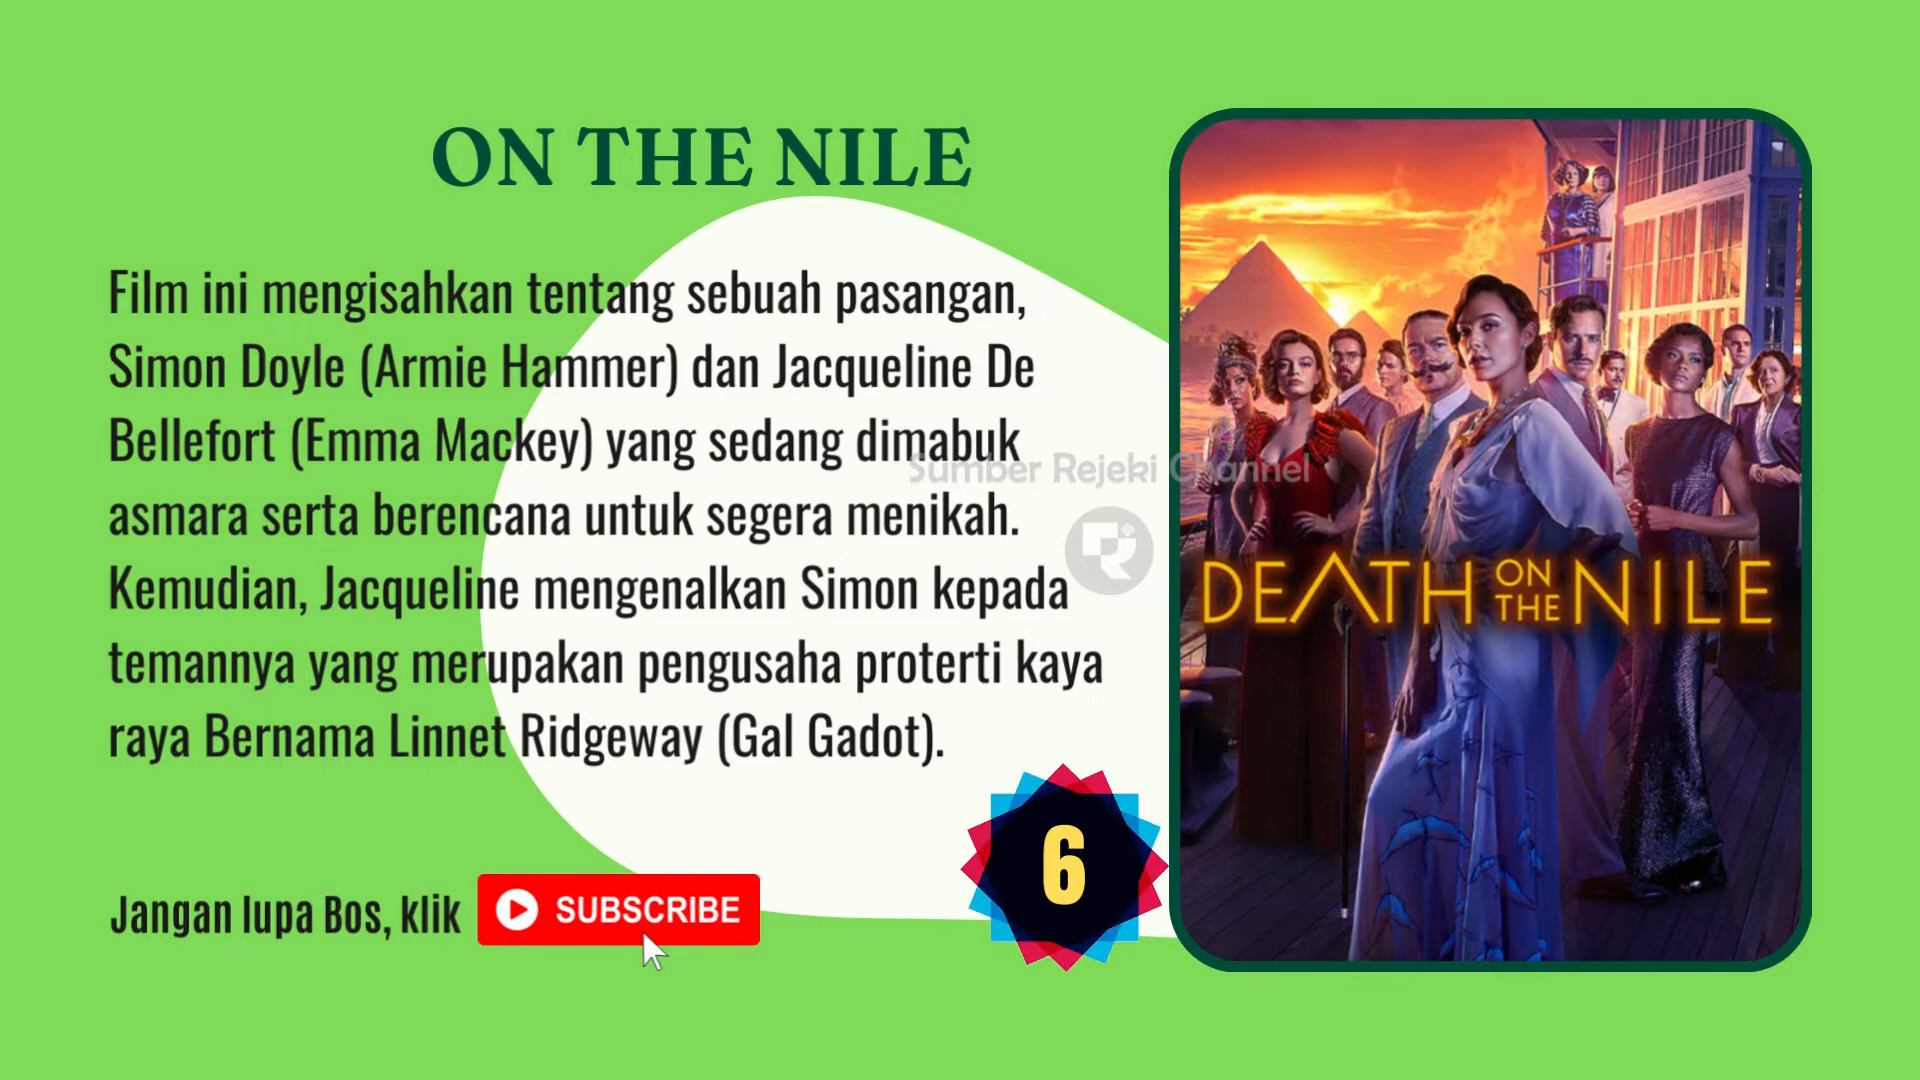 ON THE NILE
Film ini mengisahkan tentang sebuah pasangan,
Simon Doyle (Armie Hammer) dan Jacqueline De
Bellefort (Emma Mackey) yang sedang dimabuk
asmara serta berencana untuk segera menikah.
Kemudian, Jacqueline mengenalkan Simon kepada
temannya yang merupakan pengusaha proterti kaya
raya Bernama Linnet Ridgeway (Gal Gadot).
Sumber Rejeki Channel
DEATH ON THE NILE
6
Jangan lupa Bos, klik SUBSCRIBE